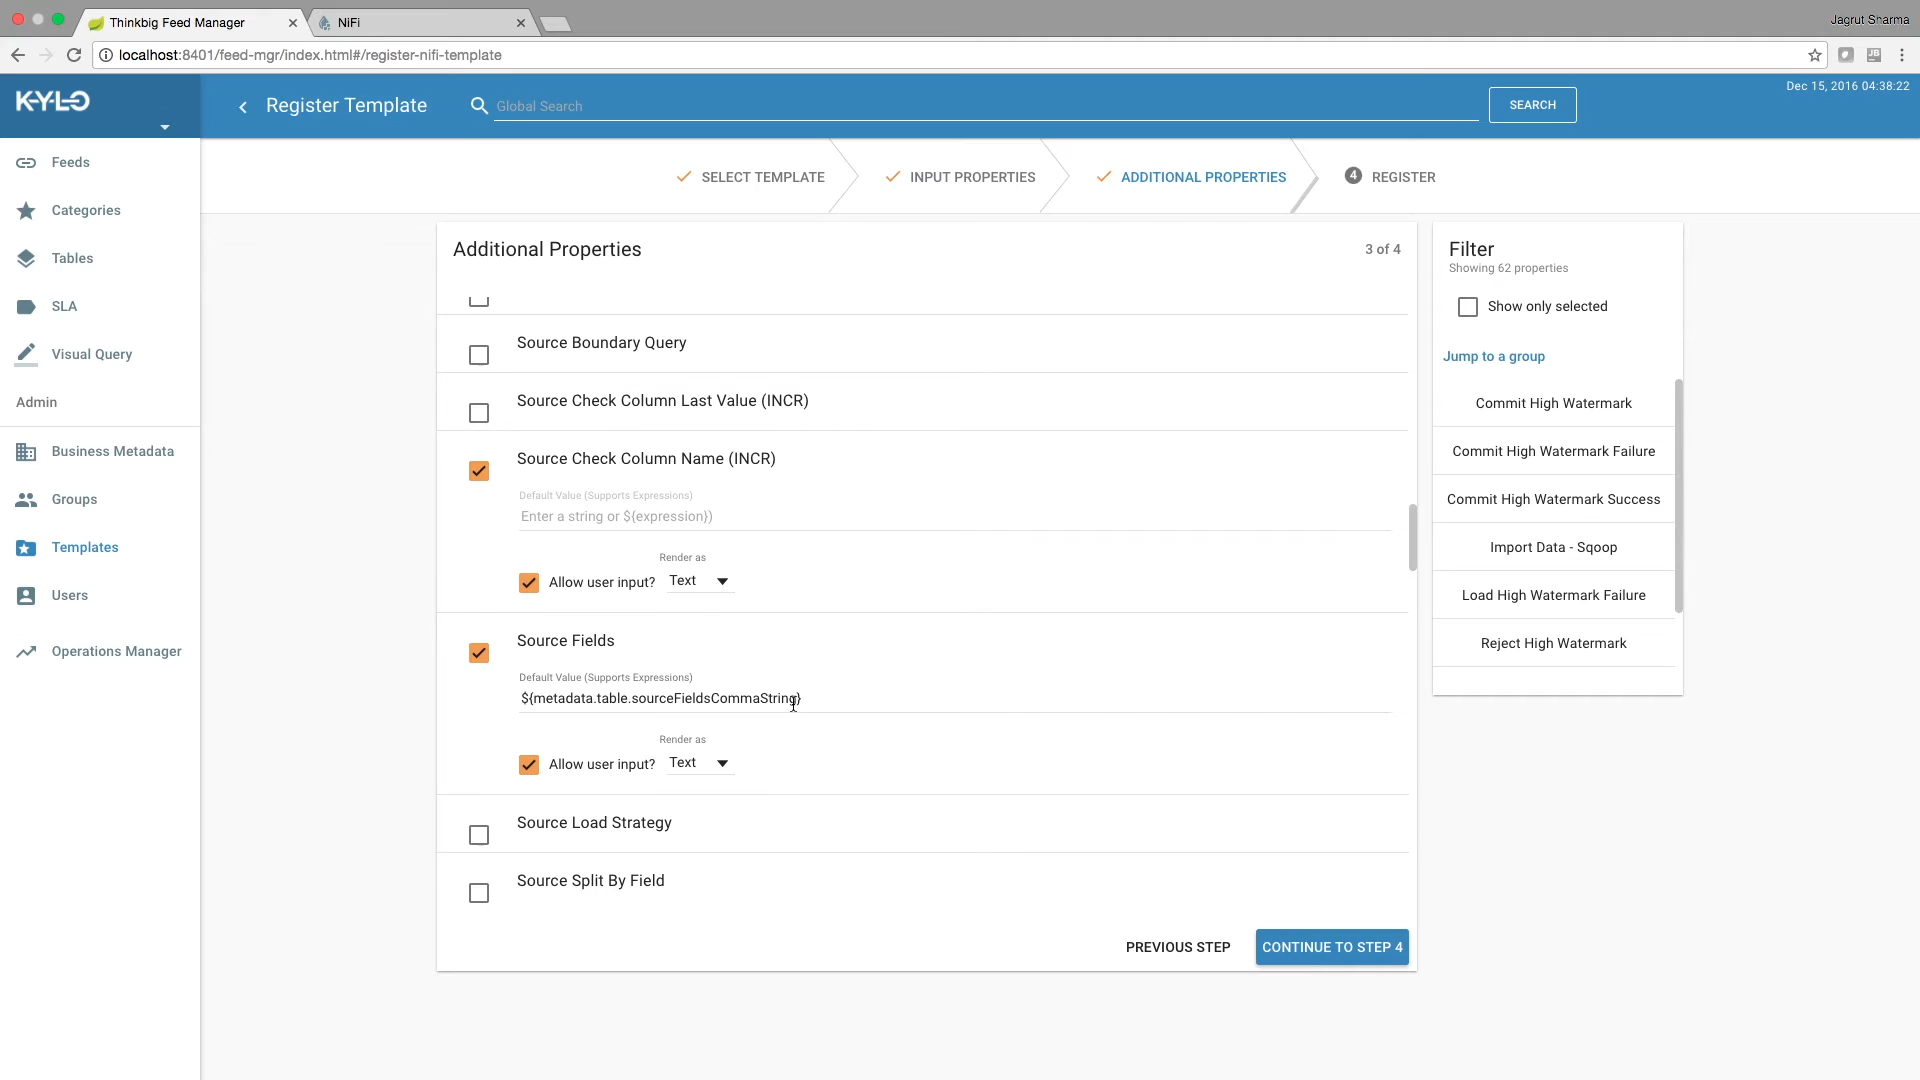 Thinkbig Feed Manager
NiFi
Jagrut Sharma
localhost:8401/feed-mgr/index.html#/register-nifi-template
KYLO
Register Template
Global Search
SEARCH
Dec 15, 2016 04:38:22
Feeds
Categories
Tables
SLA
Visual Query
Admin
Business Metadata
Groups
Templates
Users
Operations Manager
SELECT TEMPLATE
INPUT PROPERTIES
ADDITIONAL PROPERTIES
4 REGISTER
Additional Properties
3 of 4
Source Boundary Query
Source Check Column Last Value (INCR)
Source Check Column Name (INCR)
Default Value (Supports Expressions)
Enter a string or ${expression})
Render as
Allow user input? Text
Source Fields
Default Value (Supports Expressions)
${metadata.table.sourceFieldsCommaString}
Render as
Allow user input? Text
Source Load Strategy
Source Split By Field
PREVIOUS STEP
CONTINUE TO STEP 4
Filter
Showing 62 properties
Show only selected
Jump to a group
Commit High Watermark
Commit High Watermark Failure
Commit High Watermark Success
Import Data - Sqoop
Load High Watermark Failure
Reject High Watermark